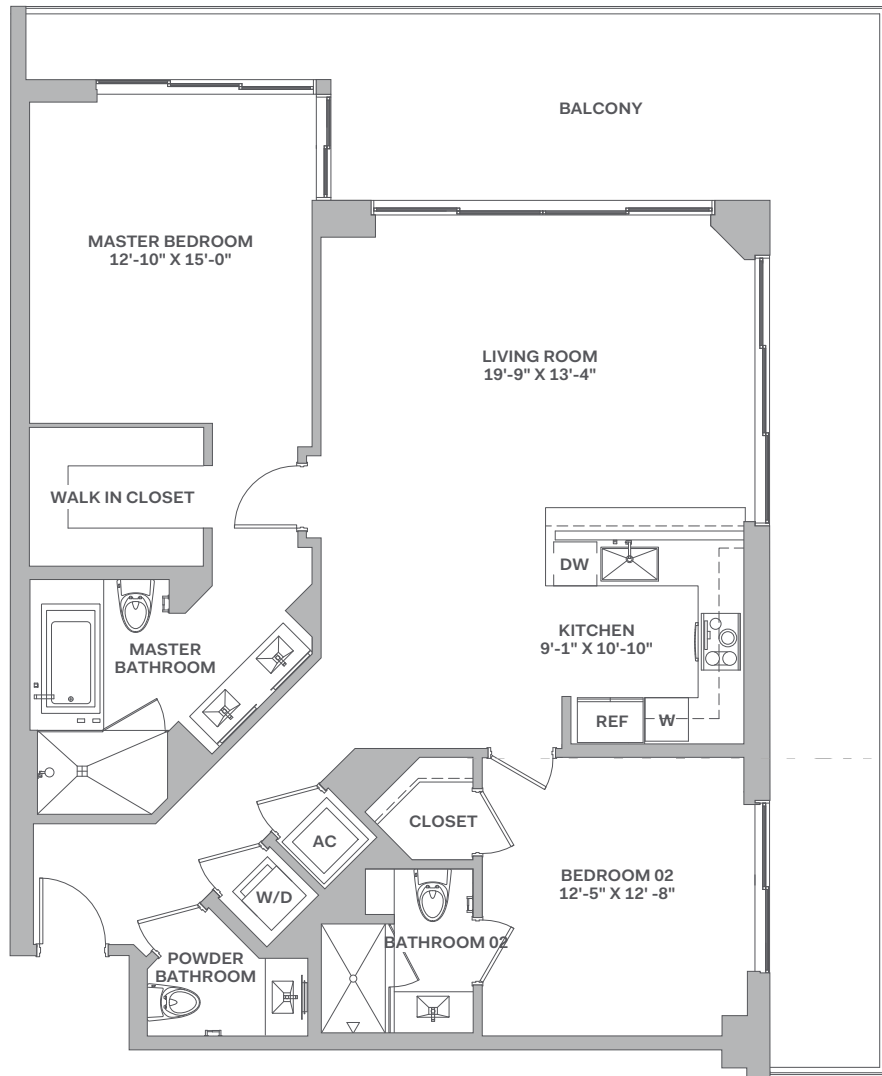 BALCONY
MASTER BEDROOM
12'-10" X 15'-0"
LIVING ROOM
19'-9" X 13'-4"
WALK IN CLOSET
DW
KITCHEN
9'-1" X 10'-10"
MASTER
BATHROOM
REF
W
CLOSET
AC
BEDROOM 02
12'-5" X 12' -8"
W/D
BATHROOM 02
POWDER
BATHROOM